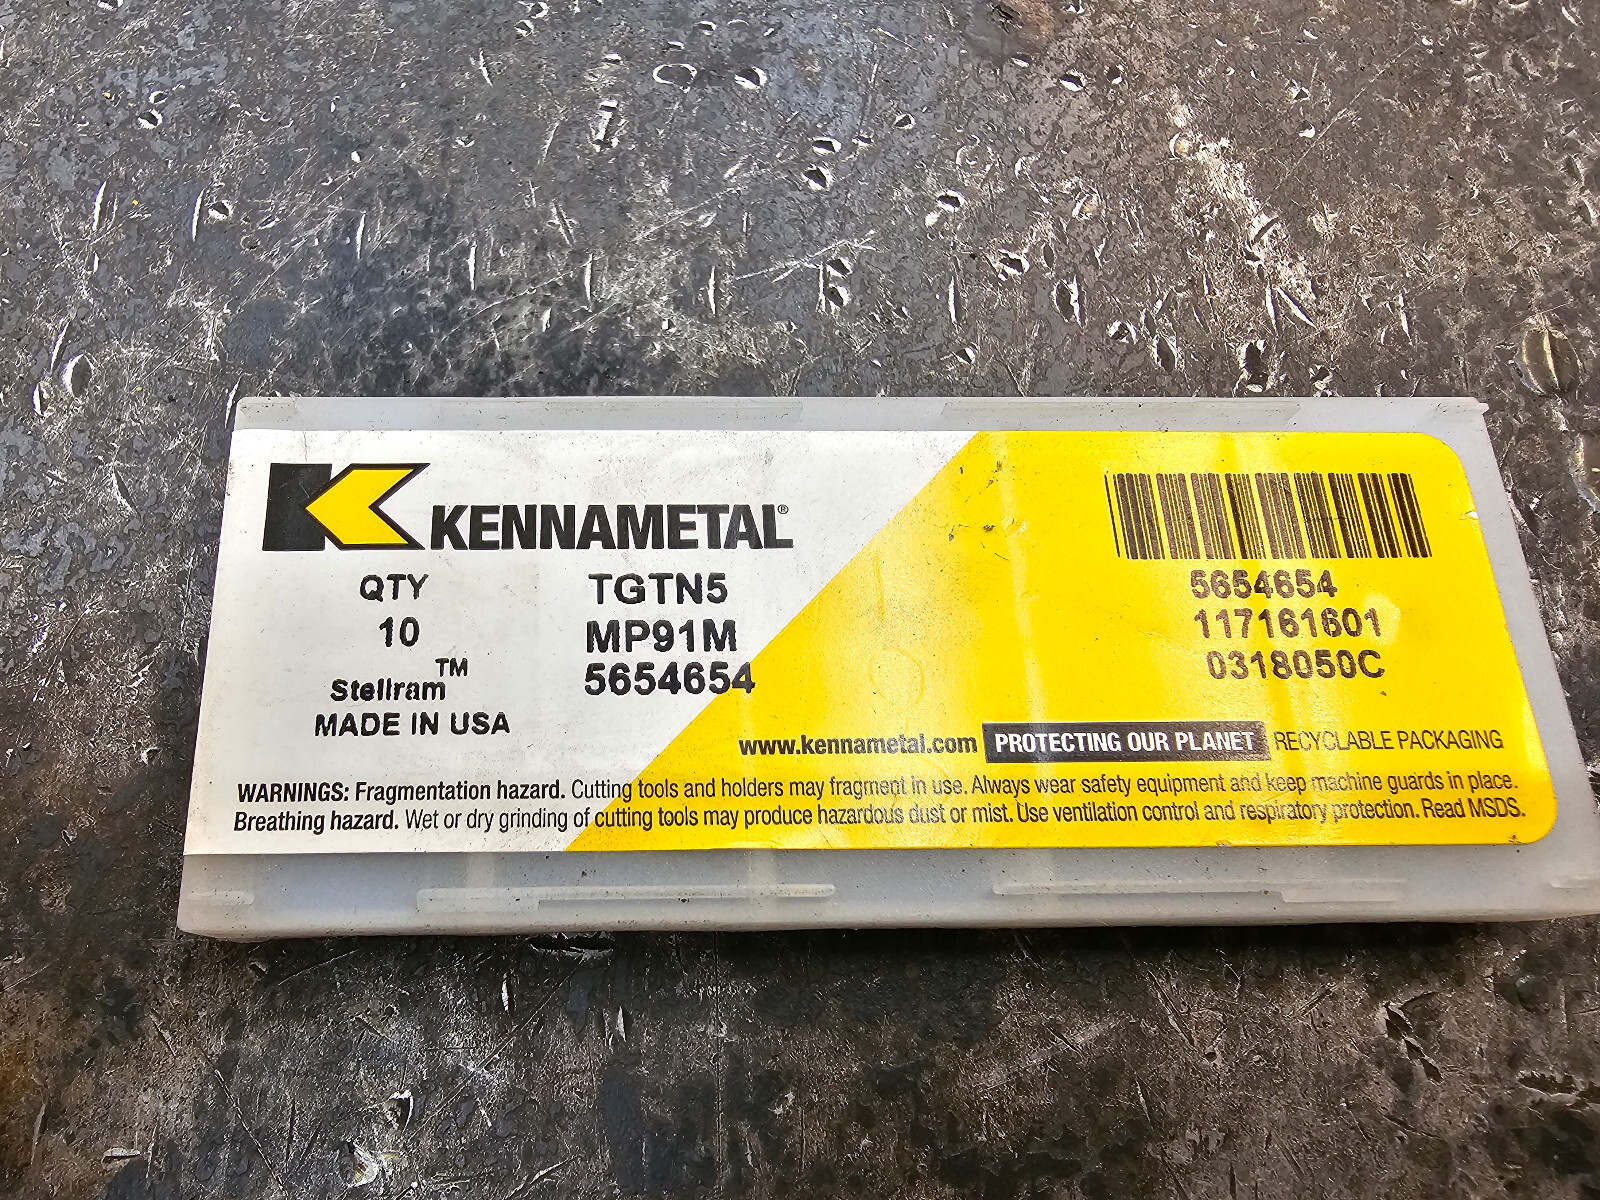 KENNAMETAL®
QTY
10
Stellram™
MADE IN USA
TGTN5
MP91M
5654654
5654654
117161601
0318050C
www.kennametal.com PROTECTING OUR PLANET RECYCLABLE PACKAGING
WARNINGS: Fragmentation hazard. Cutting tools and holders may fragment in use. Always wear safety equipment and keep machine guards in place.
Breathing hazard. Wet or dry grinding of cutting tools may produce hazardous dust or mist. Use ventilation control and respiratory protection. Read MSDS.